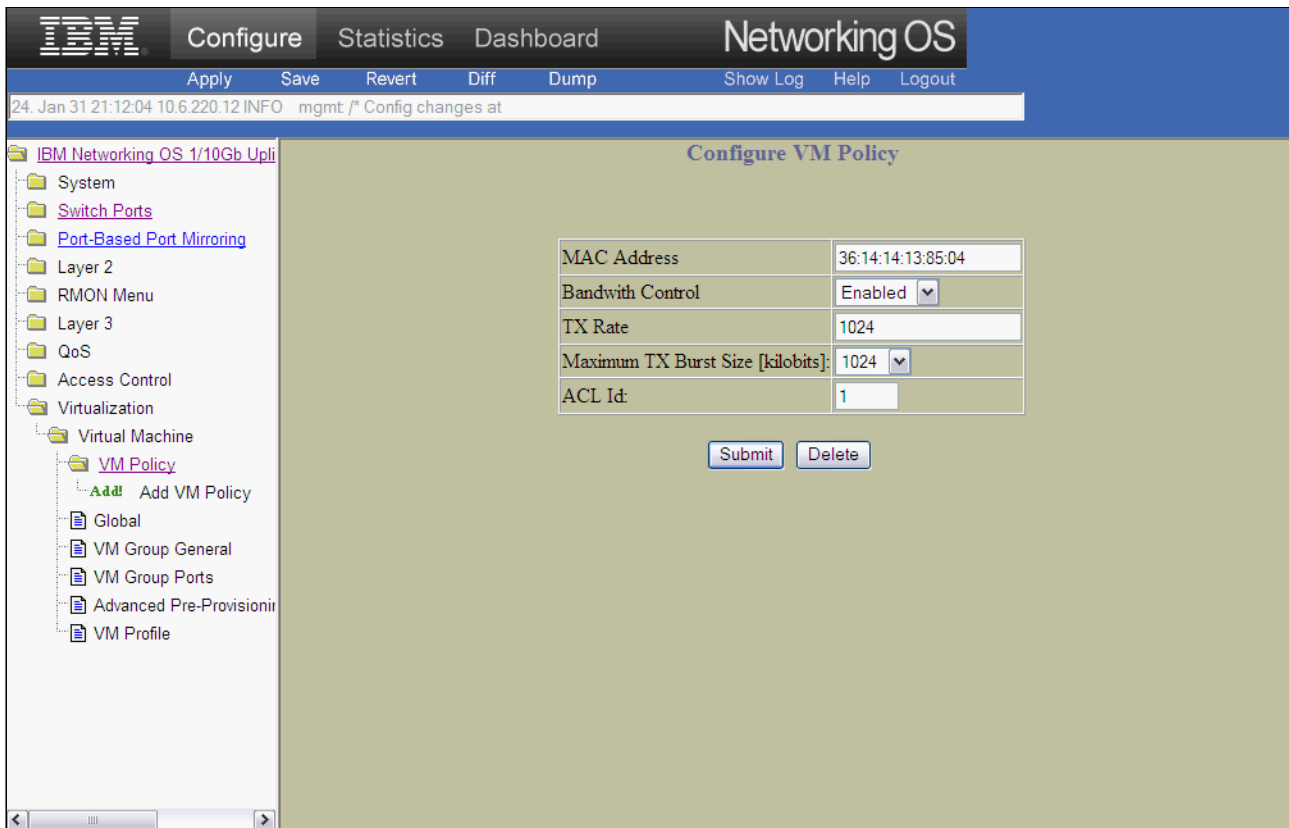 IBM. Configure Statistics Dashboard Networking OS
Apply Save Revert Diff Dump Show Log Help Logout
24. Jan 31 21:12:04 10.6.220.12 INFO mgmt: /* Config changes at
IBM Networking OS 1/10Gb Upli
System
Switch Ports
Port-Based Port Mirroring
Layer 2
RMON Menu
Layer 3
QoS
Access Control
Virtualization
Virtual Machine
VM Policy
Add! Add VM Policy
Global
VM Group General
VM Group Ports
Advanced Pre-Provisionin
VM Profile
Configure VM Policy
MAC Address 36:14:14:13:85:04
Bandwith Control Enabled
TX Rate 1024
Maximum TX Burst Size [kilobits]: 1024
ACL Id: 1
Submit Delete